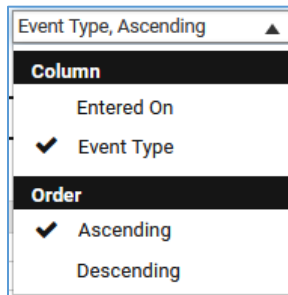 Event Type, Ascending
Column
Entered On
Event Type
Order
Ascending
Descending